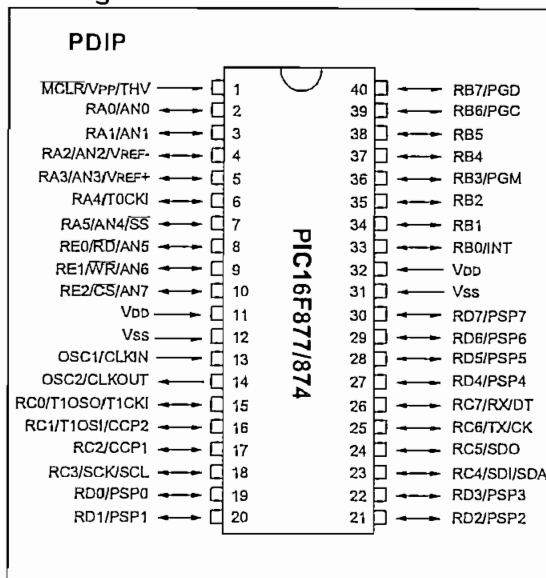 PDIP
MCLR/VPP/THV 1 40 RB7/PGD
RA0/AN0 2 39 RB6/PGC
RA1/AN1 3 38 RB5
RA2/AN2/VREF- 4 37 RB4
RA3/AN3/VREF+ 5 36 RB3/PGM
RA4/T0CKI 6 35 RB2
RA5/AN4/SS 7 34 RB1
RE0/RD/AN5 8 33 RB0/INT
RE1/WR/AN6 9 32 VDD
RE2/CS/AN7 10 31 VSS
VDD 11 30 RD7/PSP7
VSS 12 29 RD6/PSP6
OSC1/CLKIN 13 28 RD5/PSP5
OSC2/CLKOUT 14 27 RD4/PSP4
RC0/T1OSO/T1CKI 15 26 RC7/RX/DT
RC1/T1OSI/CCP2 16 25 RC6/TX/CK
RC2/CCP1 17 24 RC5/SDO
RC3/SCK/SCL 18 23 RC4/SDI/SDA
RD0/PSP0 19 22 RD3/PSP3
RD1/PSP1 20 21 RD2/PSP2
PIC16F877/874